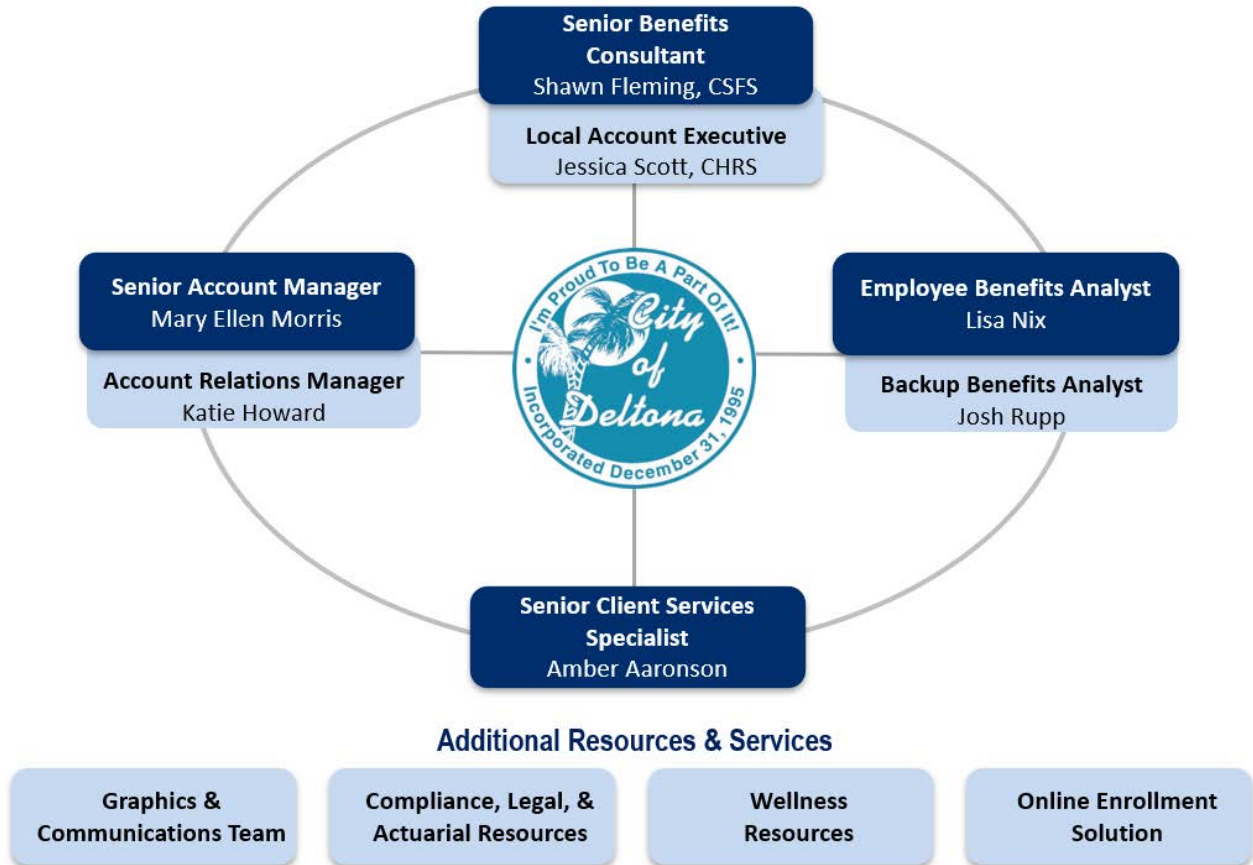 Senior Benefits
Consultant
Shawn Fleming, CSFS
Local Account Executive
Jessica Scott, CHRS
Senior Account Manager
Mary Ellen Morris
Account Relations Manager
Katie Howard
I'm Proud To Be A Part Of It!
City
of
Deltona
Incorporated December 31, 1995
Employee Benefits Analyst
Lisa Nix
Backup Benefits Analyst
Josh Rupp
Senior Client Services
Specialist
Amber Aaronson
Additional Resources & Services
Graphics &
Communications Team
Compliance, Legal, &
Actuarial Resources
Wellness
Resources
Online Enrollment
Solution